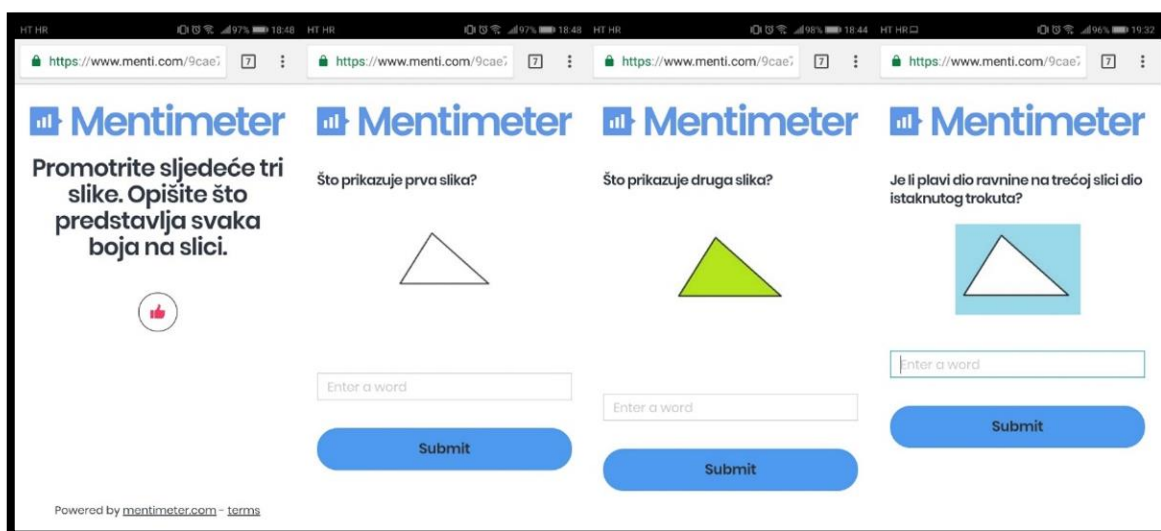 HT HR 97% 18:48
https://www.menti.com/9cae7 7
Mentimeter
Promotrite sljedeće tri
slike. Opišite što
predstavlja svaka
boja na slici.
Powered by mentimeter.com - terms
HT HR 97% 18:48
https://www.menti.com/9cae7 7
Mentimeter
Što prikazuje prva slika?
Enter a word
Submit
HT HR 98% 18:44
https://www.menti.com/9cae7 7
Mentimeter
Što prikazuje druga slika?
Enter a word
Submit
HT HR 96% 19:32
https://www.menti.com/9cae7 7
Mentimeter
Je li plavi dio ravnine na trećoj slici dio
istaknutog trokuta?
Enter a word
Submit